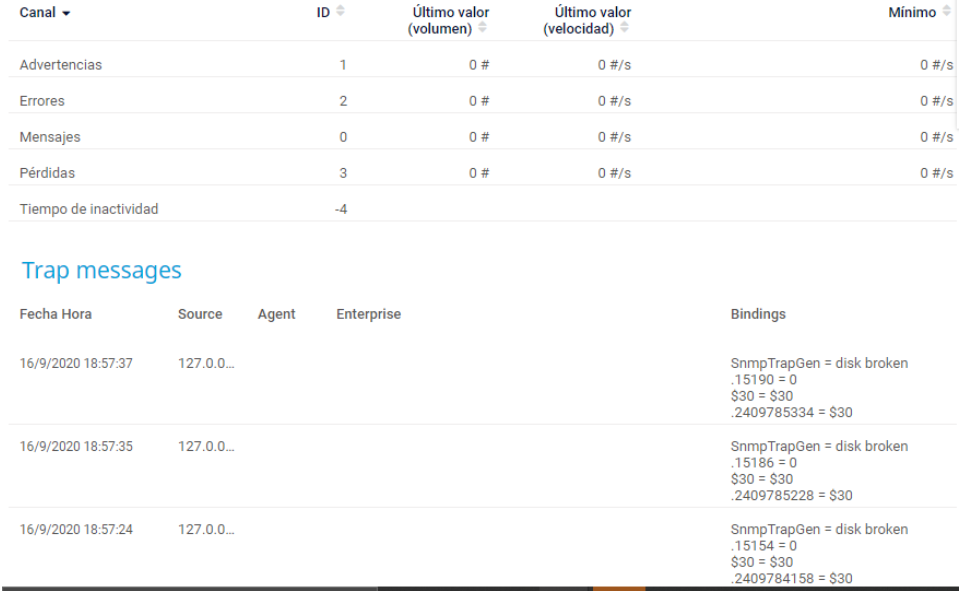 Canal ID Último valor (volumen) Último valor (velocidad) Mínimo
Advertencias 1 0 # 0 #/s 0 #/s
Errores 2 0 # 0 #/s 0 #/s
Mensajes 0 0 # 0 #/s 0 #/s
Pérdidas 3 0 # 0 #/s 0 #/s
Tiempo de inactividad -4
Trap messages
Fecha Hora Source Agent Enterprise Bindings
16/9/2020 18:57:37 127.0.0... SnmpTrapGen = disk broken
.15190 = 0
$30 = $30
.2409785334 = $30
16/9/2020 18:57:35 127.0.0... SnmpTrapGen = disk broken
.15186 = 0
$30 = $30
.2409785228 = $30
16/9/2020 18:57:24 127.0.0... SnmpTrapGen = disk broken
.15154 = 0
$30 = $30
.2409784158 = $30